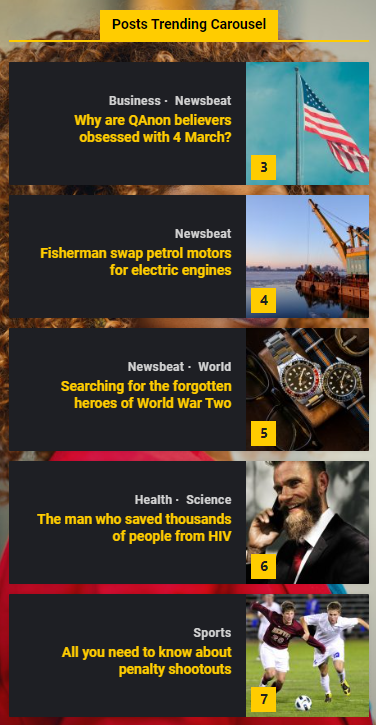 Posts Trending Carousel
Business · Newsbeat
Why are QAnon believers
obsessed with 4 March?
3
Newsbeat
Fisherman swap petrol motors
for electric engines
4
Newsbeat · World
Searching for the forgotten
heroes of World War Two
5
Health · Science
The man who saved thousands
of people from HIV
6
Sports
All you need to know about
penalty shootouts
7